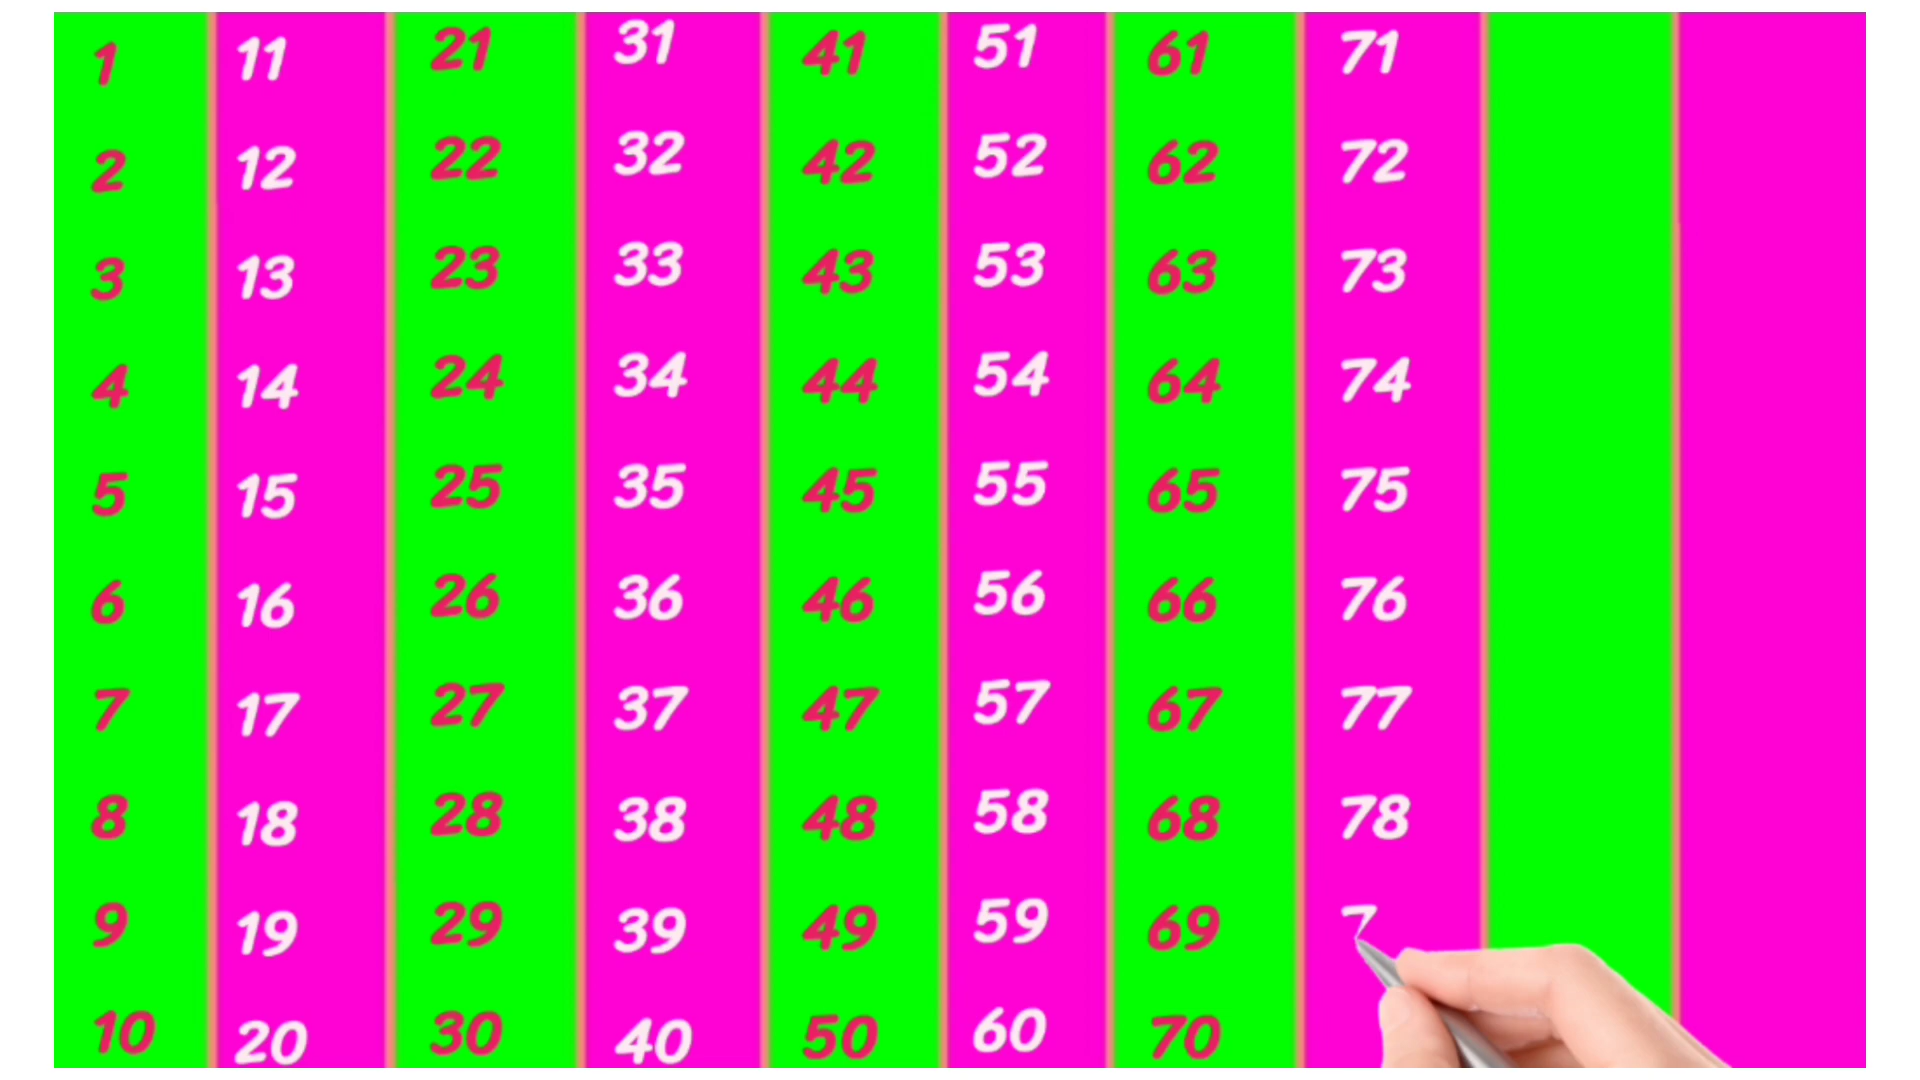 1 11 21 31 41 51 61 71
2 12 22 32 42 52 62 72
3 13 23 33 43 53 63 73
4 14 24 34 44 54 64 74
5 15 25 35 45 55 65 75
6 16 26 36 46 56 66 76
7 17 27 37 47 57 67 77
8 18 28 38 48 58 68 78
9 19 29 39 49 59 69 7
10 20 30 40 50 60 70